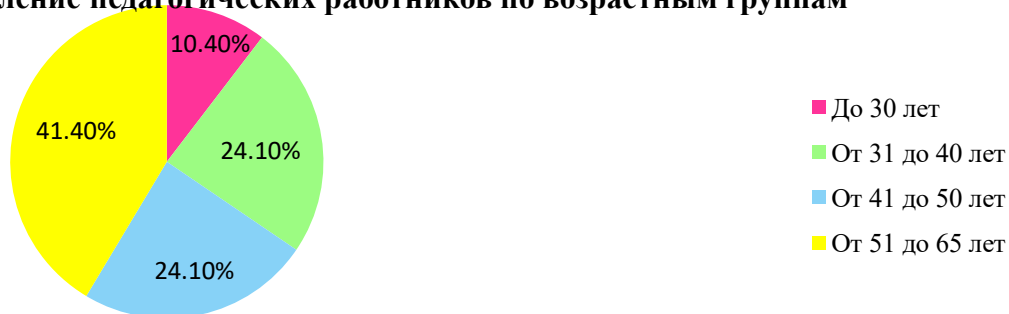 педагогических работников по возрастным группам
10.40%
41.40%
24.10%
24.10%
До 30 лет
От 31 до 40 лет
От 41 до 50 лет
От 51 до 65 лет